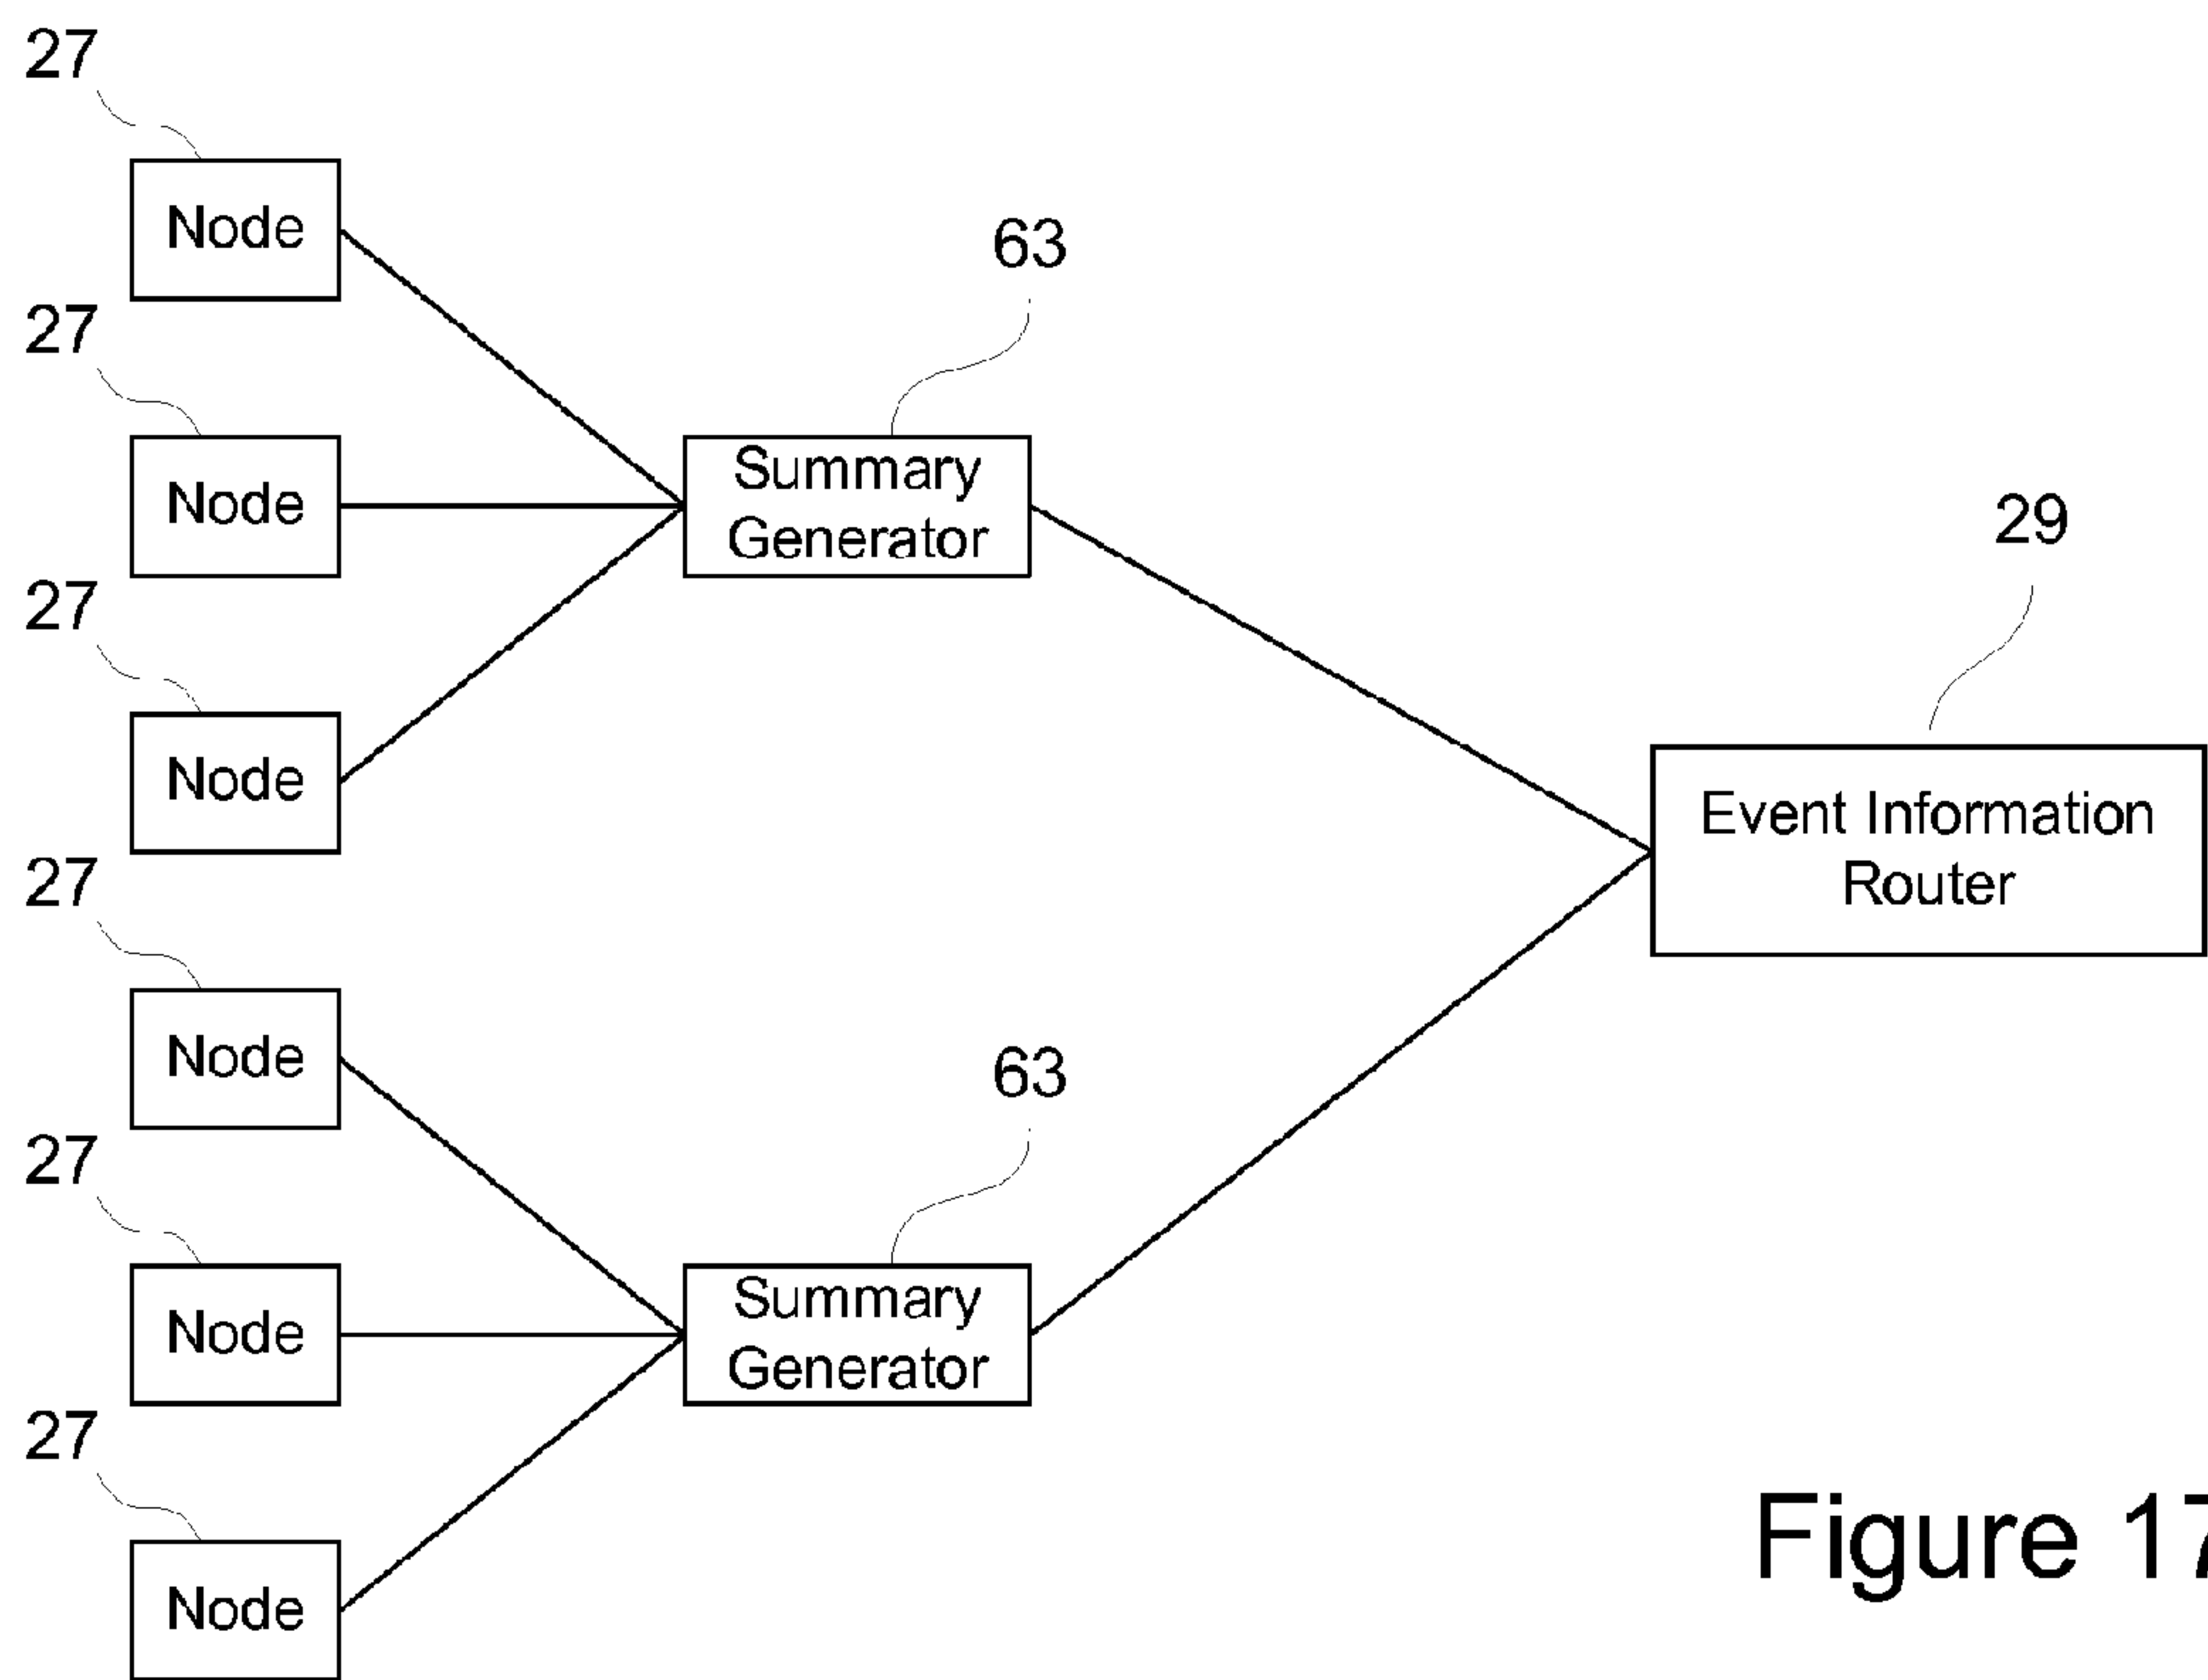 27
Node
63
27
Summary
Generator
Node
29
27
Node
Event Information
Router
27
Node
63
27
Summary
Generator
Node
27
Figure 17
Node